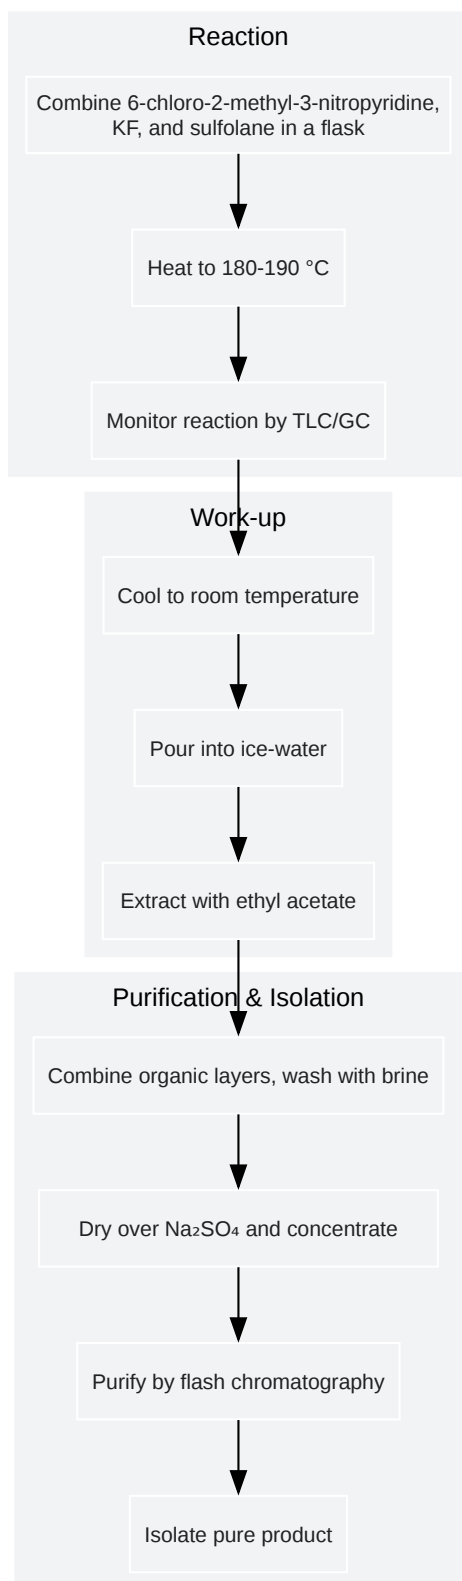 Reaction
Combine 6-chloro-2-methyl-3-nitropyridine,
KF, and sulfolane in a flask
Heat to 180-190 °C
Monitor reaction by TLC/GC
Work-up
Cool to room temperature
Pour into ice-water
Extract with ethyl acetate
Purification & Isolation
Combine organic layers, wash with brine
Dry over Na₂SO₄ and concentrate
Purify by flash chromatography
Isolate pure product